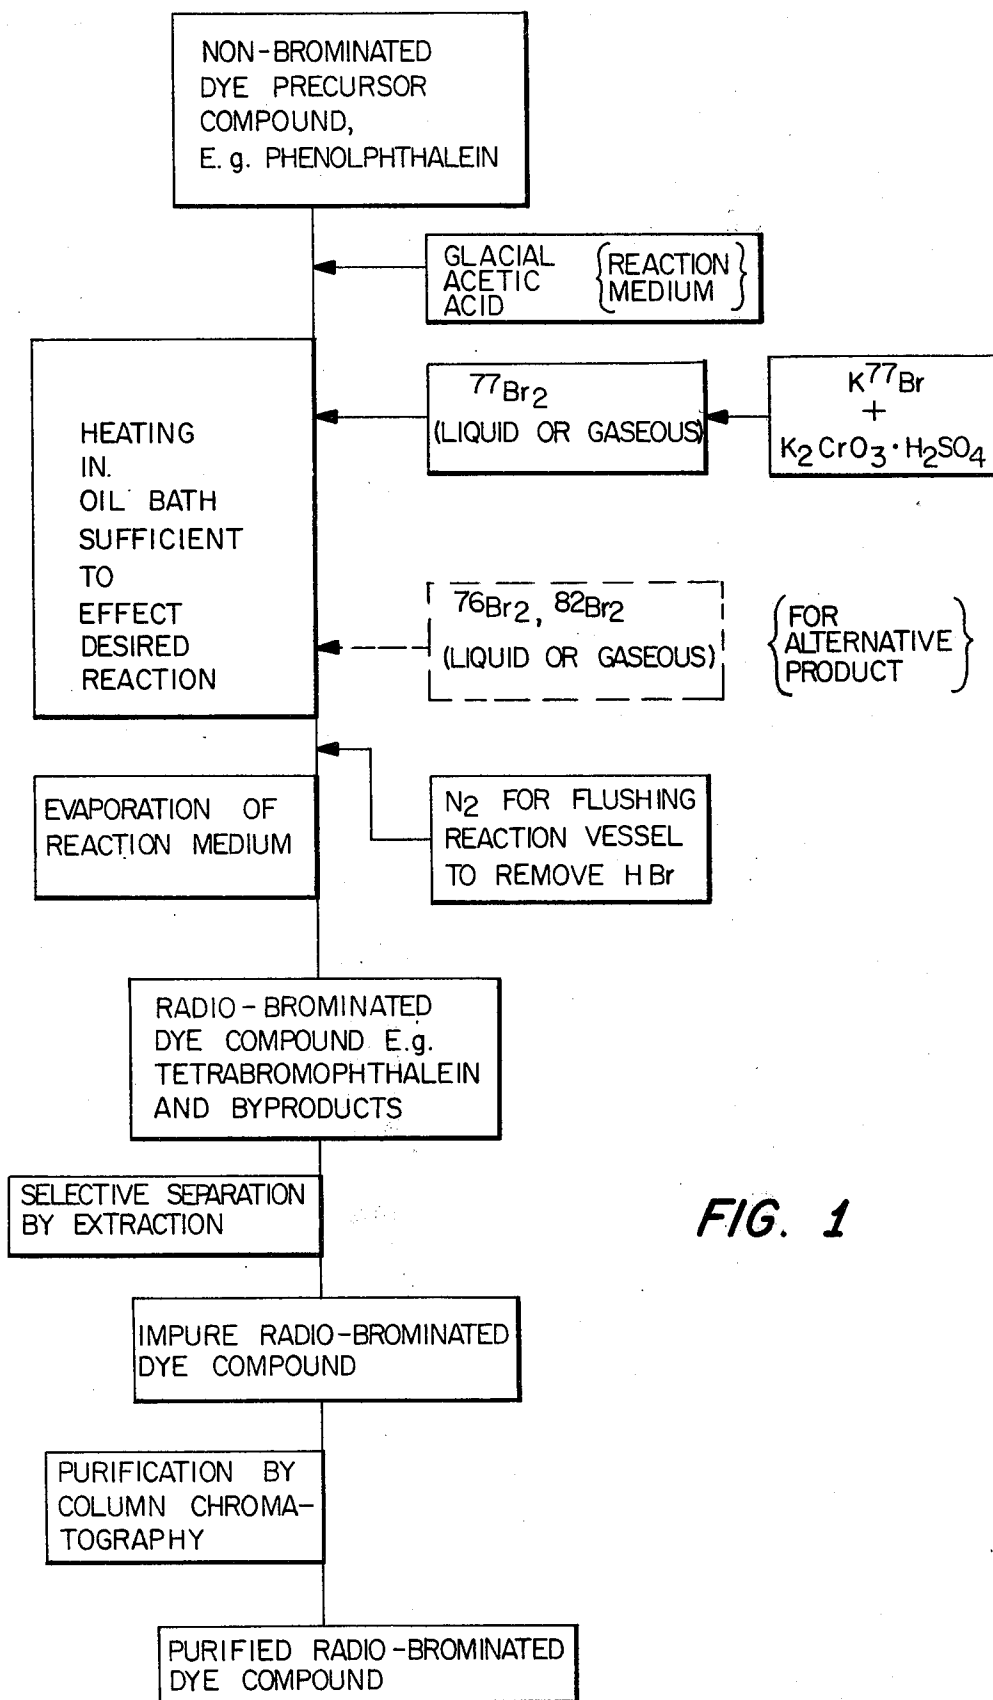 NON-BROMINATED
DYE PRECURSOR
COMPOUND,
E.g. PHENOLPHTHALEIN
GLACIAL
ACETIC
ACID
{REACTION
MEDIUM}
HEATING
IN.
OIL BATH
SUFFICIENT
TO
EFFECT
DESIRED
REACTION
77Br2
(LIQUID OR GASEOUS)
K77Br
+
K2CrO3·H2SO4
76Br2, 82Br2
(LIQUID OR GASEOUS)
{FOR
ALTERNATIVE
PRODUCT}
EVAPORATION OF
REACTION MEDIUM
N2 FOR FLUSHING
REACTION VESSEL
TO REMOVE HBr
RADIO-BROMINATED
DYE COMPOUND E.g.
TETRABROMOPHTHALEIN
AND BYPRODUCTS
SELECTIVE SEPARATION
BY EXTRACTION
FIG. 1
IMPURE RADIO-BROMINATED
DYE COMPOUND
PURIFICATION BY
COLUMN CHROMA-
TOGRAPHY
PURIFIED RADIO-BROMINATED
DYE COMPOUND